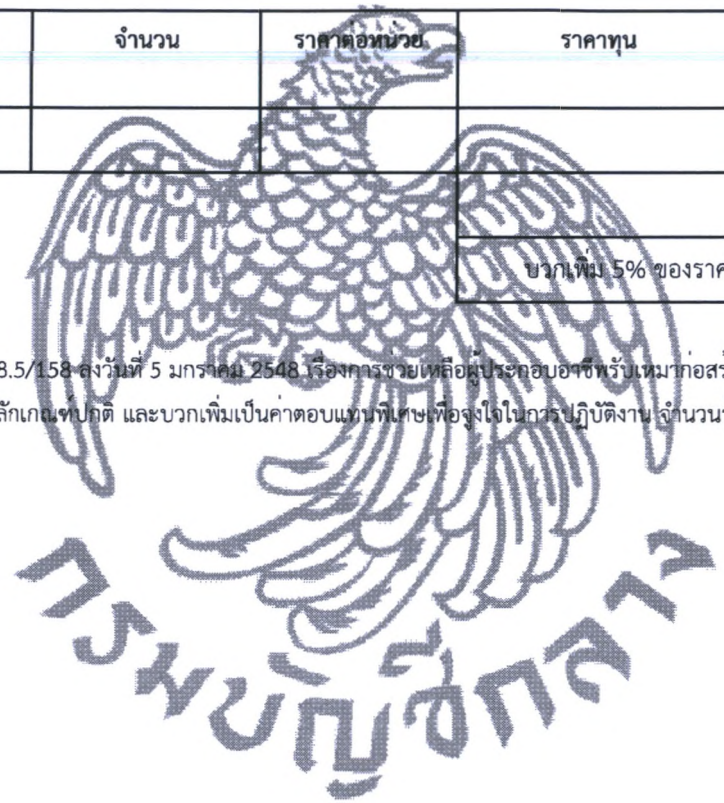 จำนวน ราคาต่อหน่วย ราคาทุน
บวกเพิ่ม 5% ของราค
8.5/158 ลงวันที่ 5 มกราคม 2548 เรื่องการช่วยเหลือผู้ประกอบอาชีพรับเหมาก่อสร้
ลักเกณฑ์ปกติ และบวกเพิ่มเป็นค่าตอบแทนพิเศษเพื่อจูงใจในการปฏิบัติงาน จำนวน
กรมบัญชีกลาง